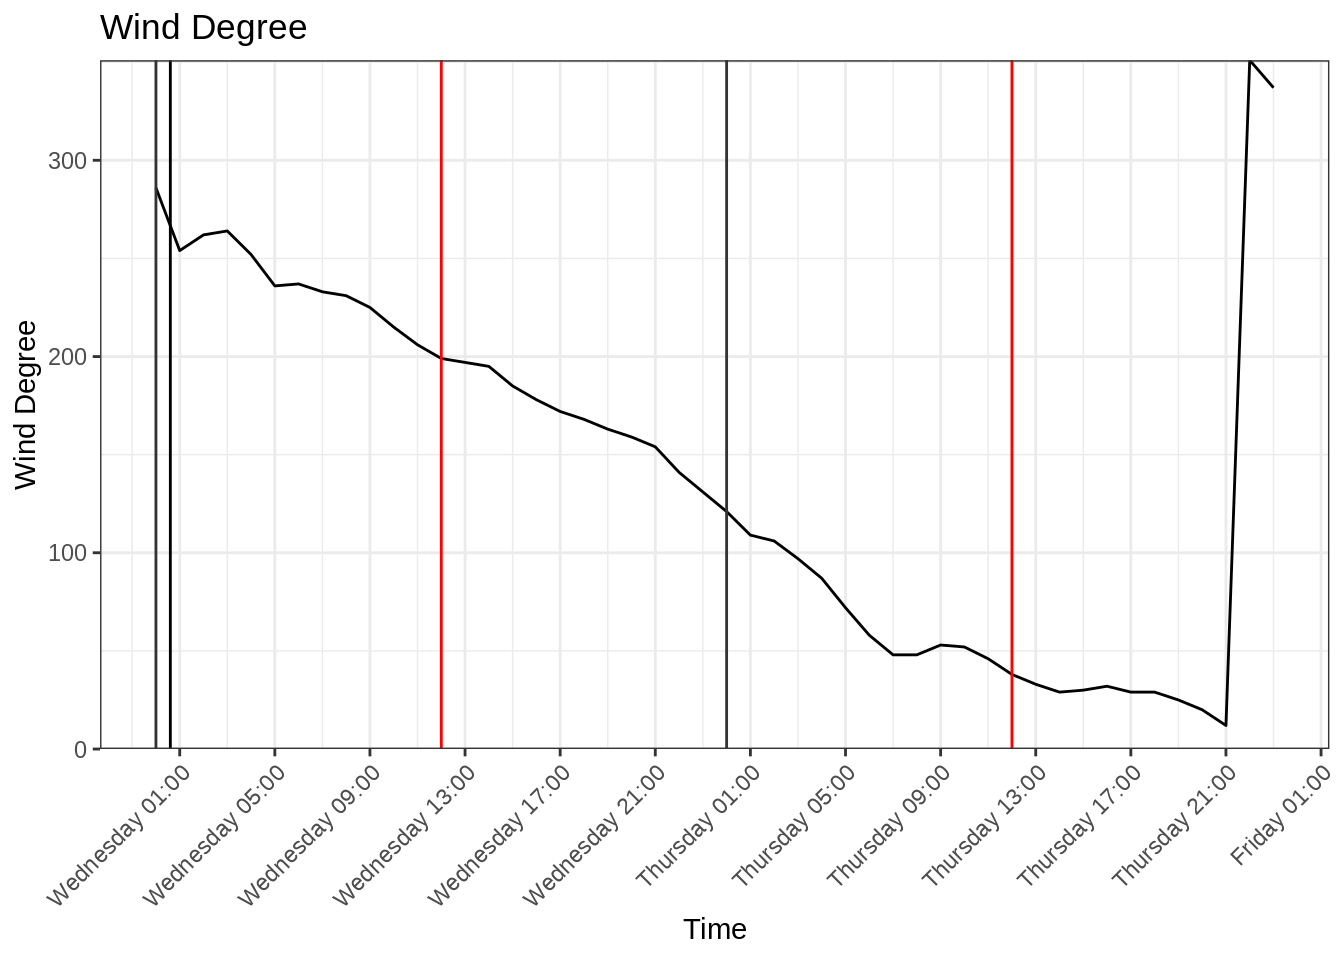 Wind Degree
Wind Degree
300
200
100
0
Wednesday 01:00
Wednesday 05:00
Wednesday 09:00
Wednesday 13:00
Wednesday 17:00
Wednesday 21:00
Thursday 01:00
Thursday 05:00
Thursday 09:00
Thursday 13:00
Thursday 17:00
Thursday 21:00
Friday 01:00
Time